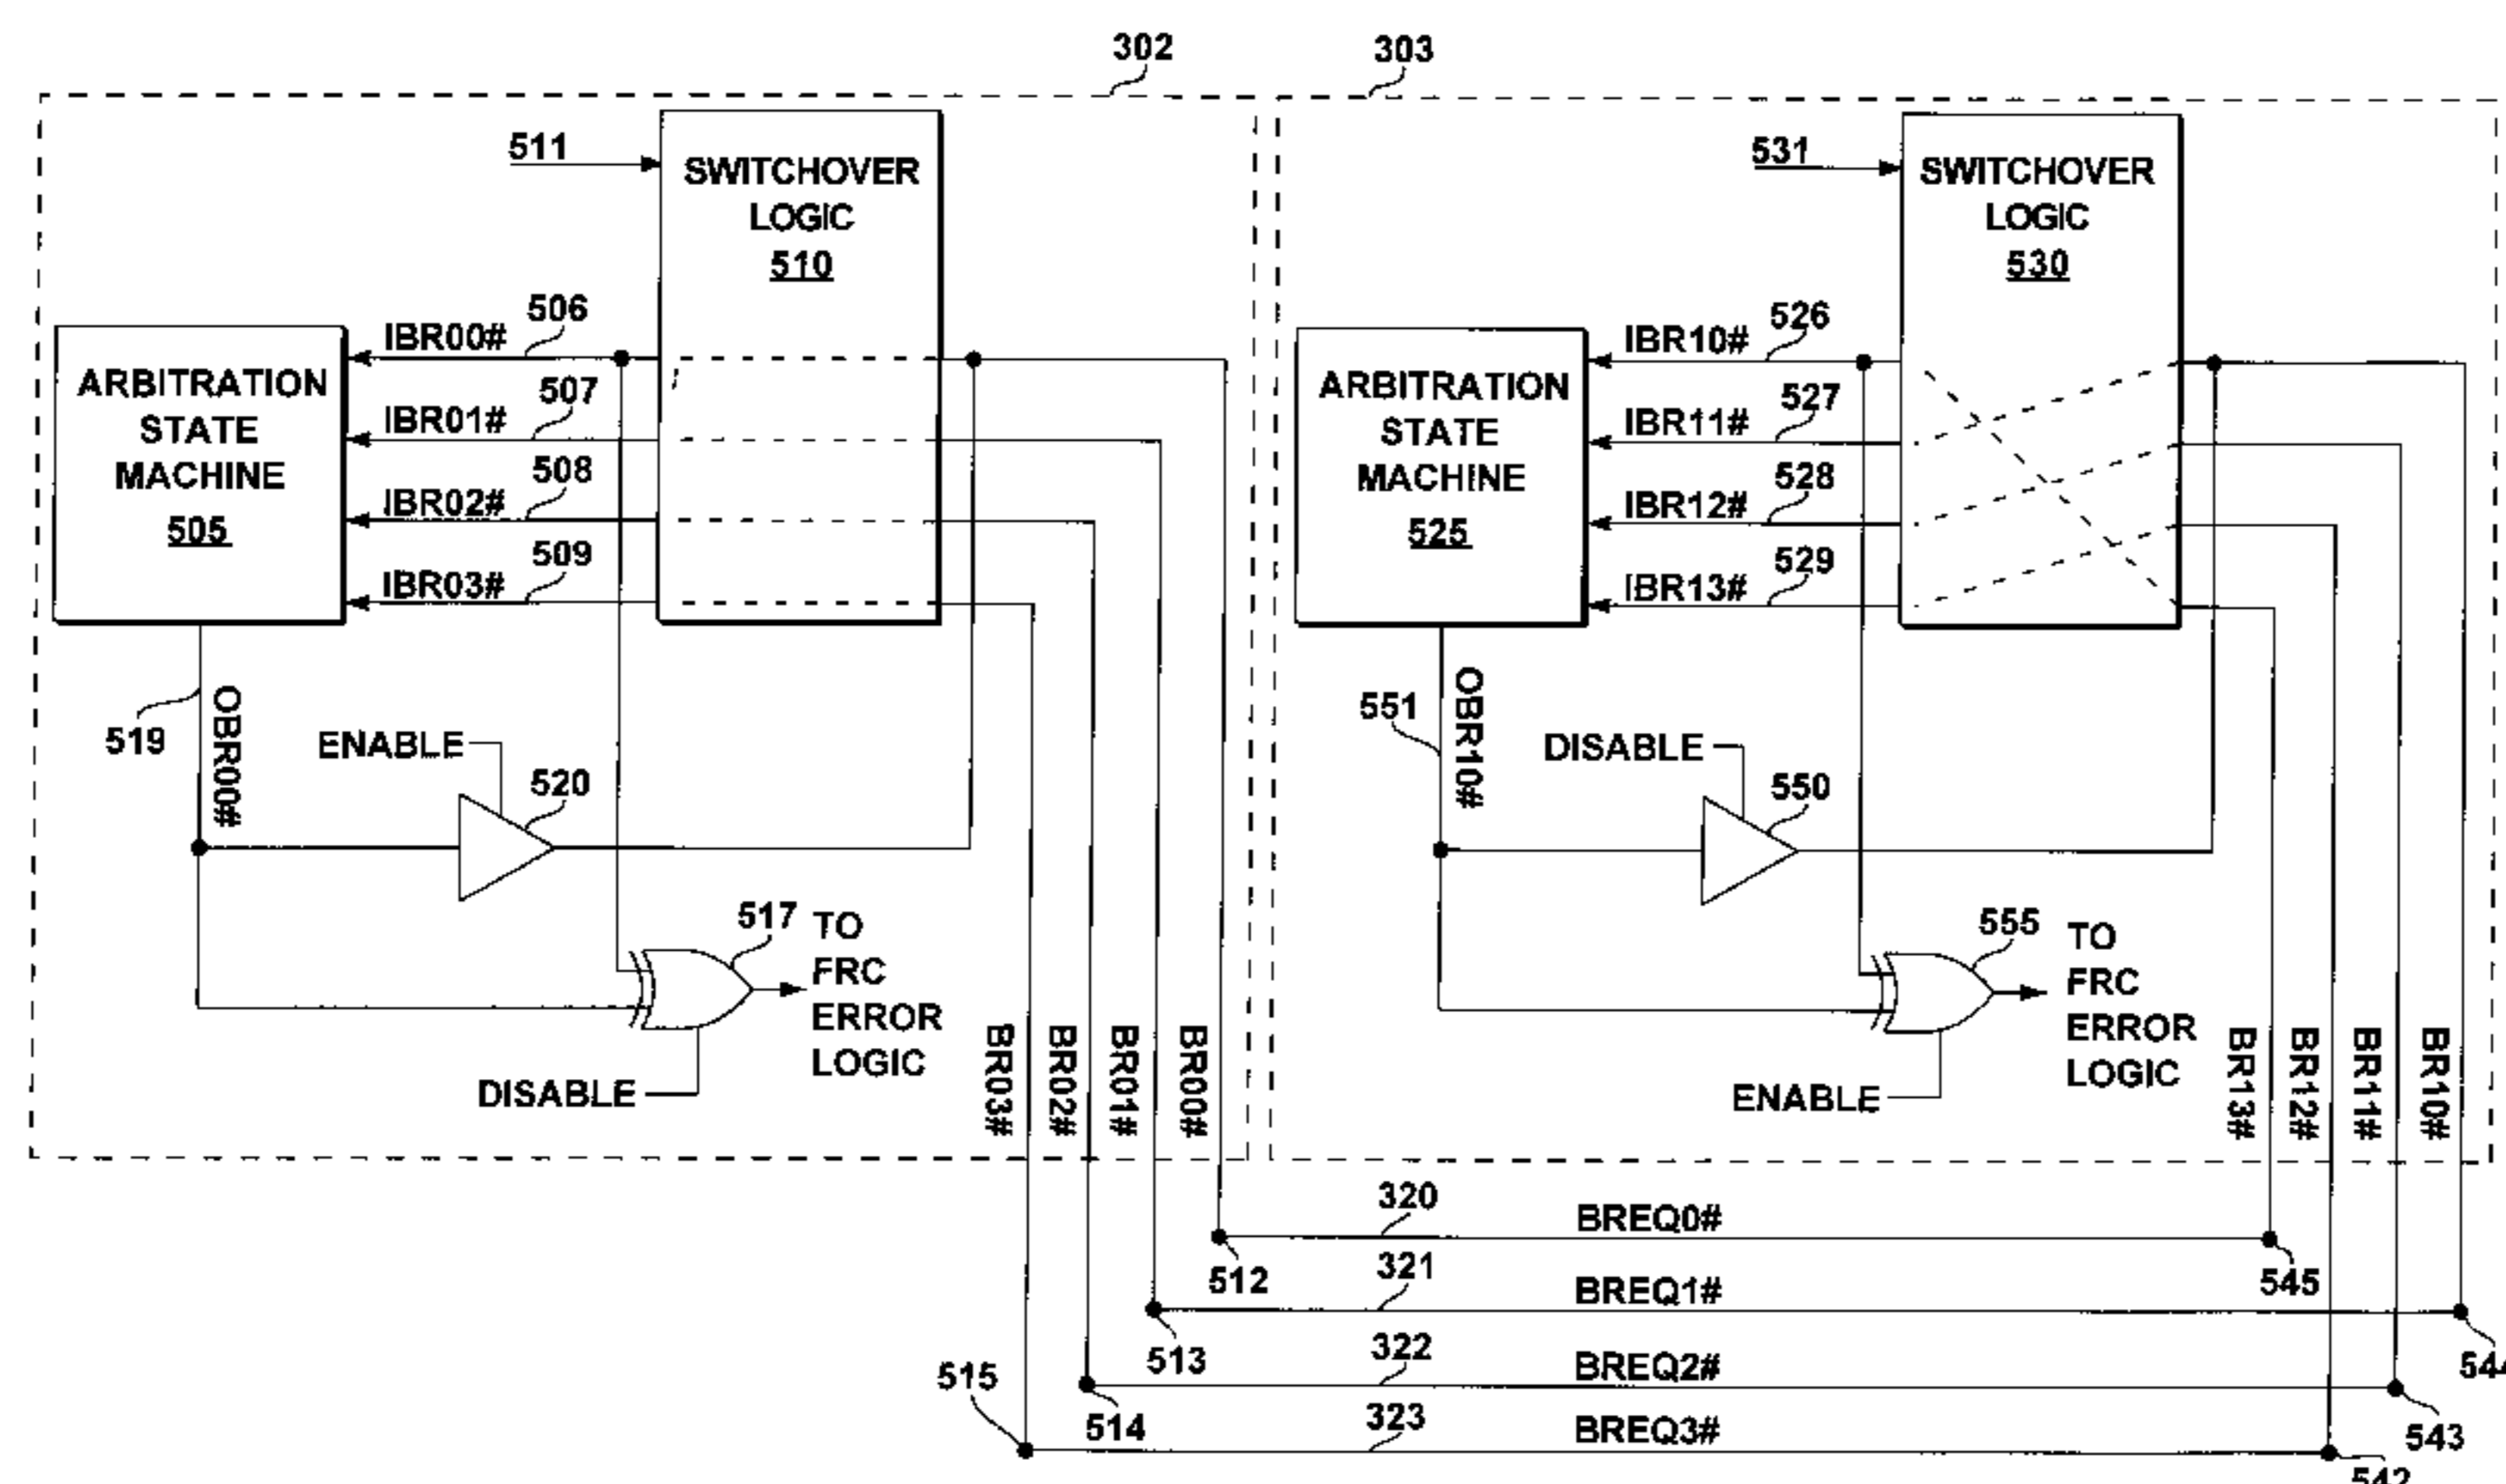 302
303
511
SWITCHOVER
LOGIC
510
531
SWITCHOVER
LOGIC
530
506
IBR00#
507
IBR01#
508
IBR02#
509
IBR03#
ARBITRATION
STATE
MACHINE
505
526
IBR10#
527
IBR11#
528
IBR12#
529
IBR13#
ARBITRATION
STATE
MACHINE
525
519
OBR00#
ENABLE
520
517
TO
FRC
ERROR
LOGIC
DISABLE
BR03#
BR02#
BR01#
BR00#
551
OBR10#
DISABLE
550
555
TO
FRC
ERROR
LOGIC
ENABLE
BR13#
BR12#
BR11#
BR10#
320
BREQ0#
512
545
321
BREQ1#
513
322
BREQ2#
514
543
515
323
BREQ3#
542